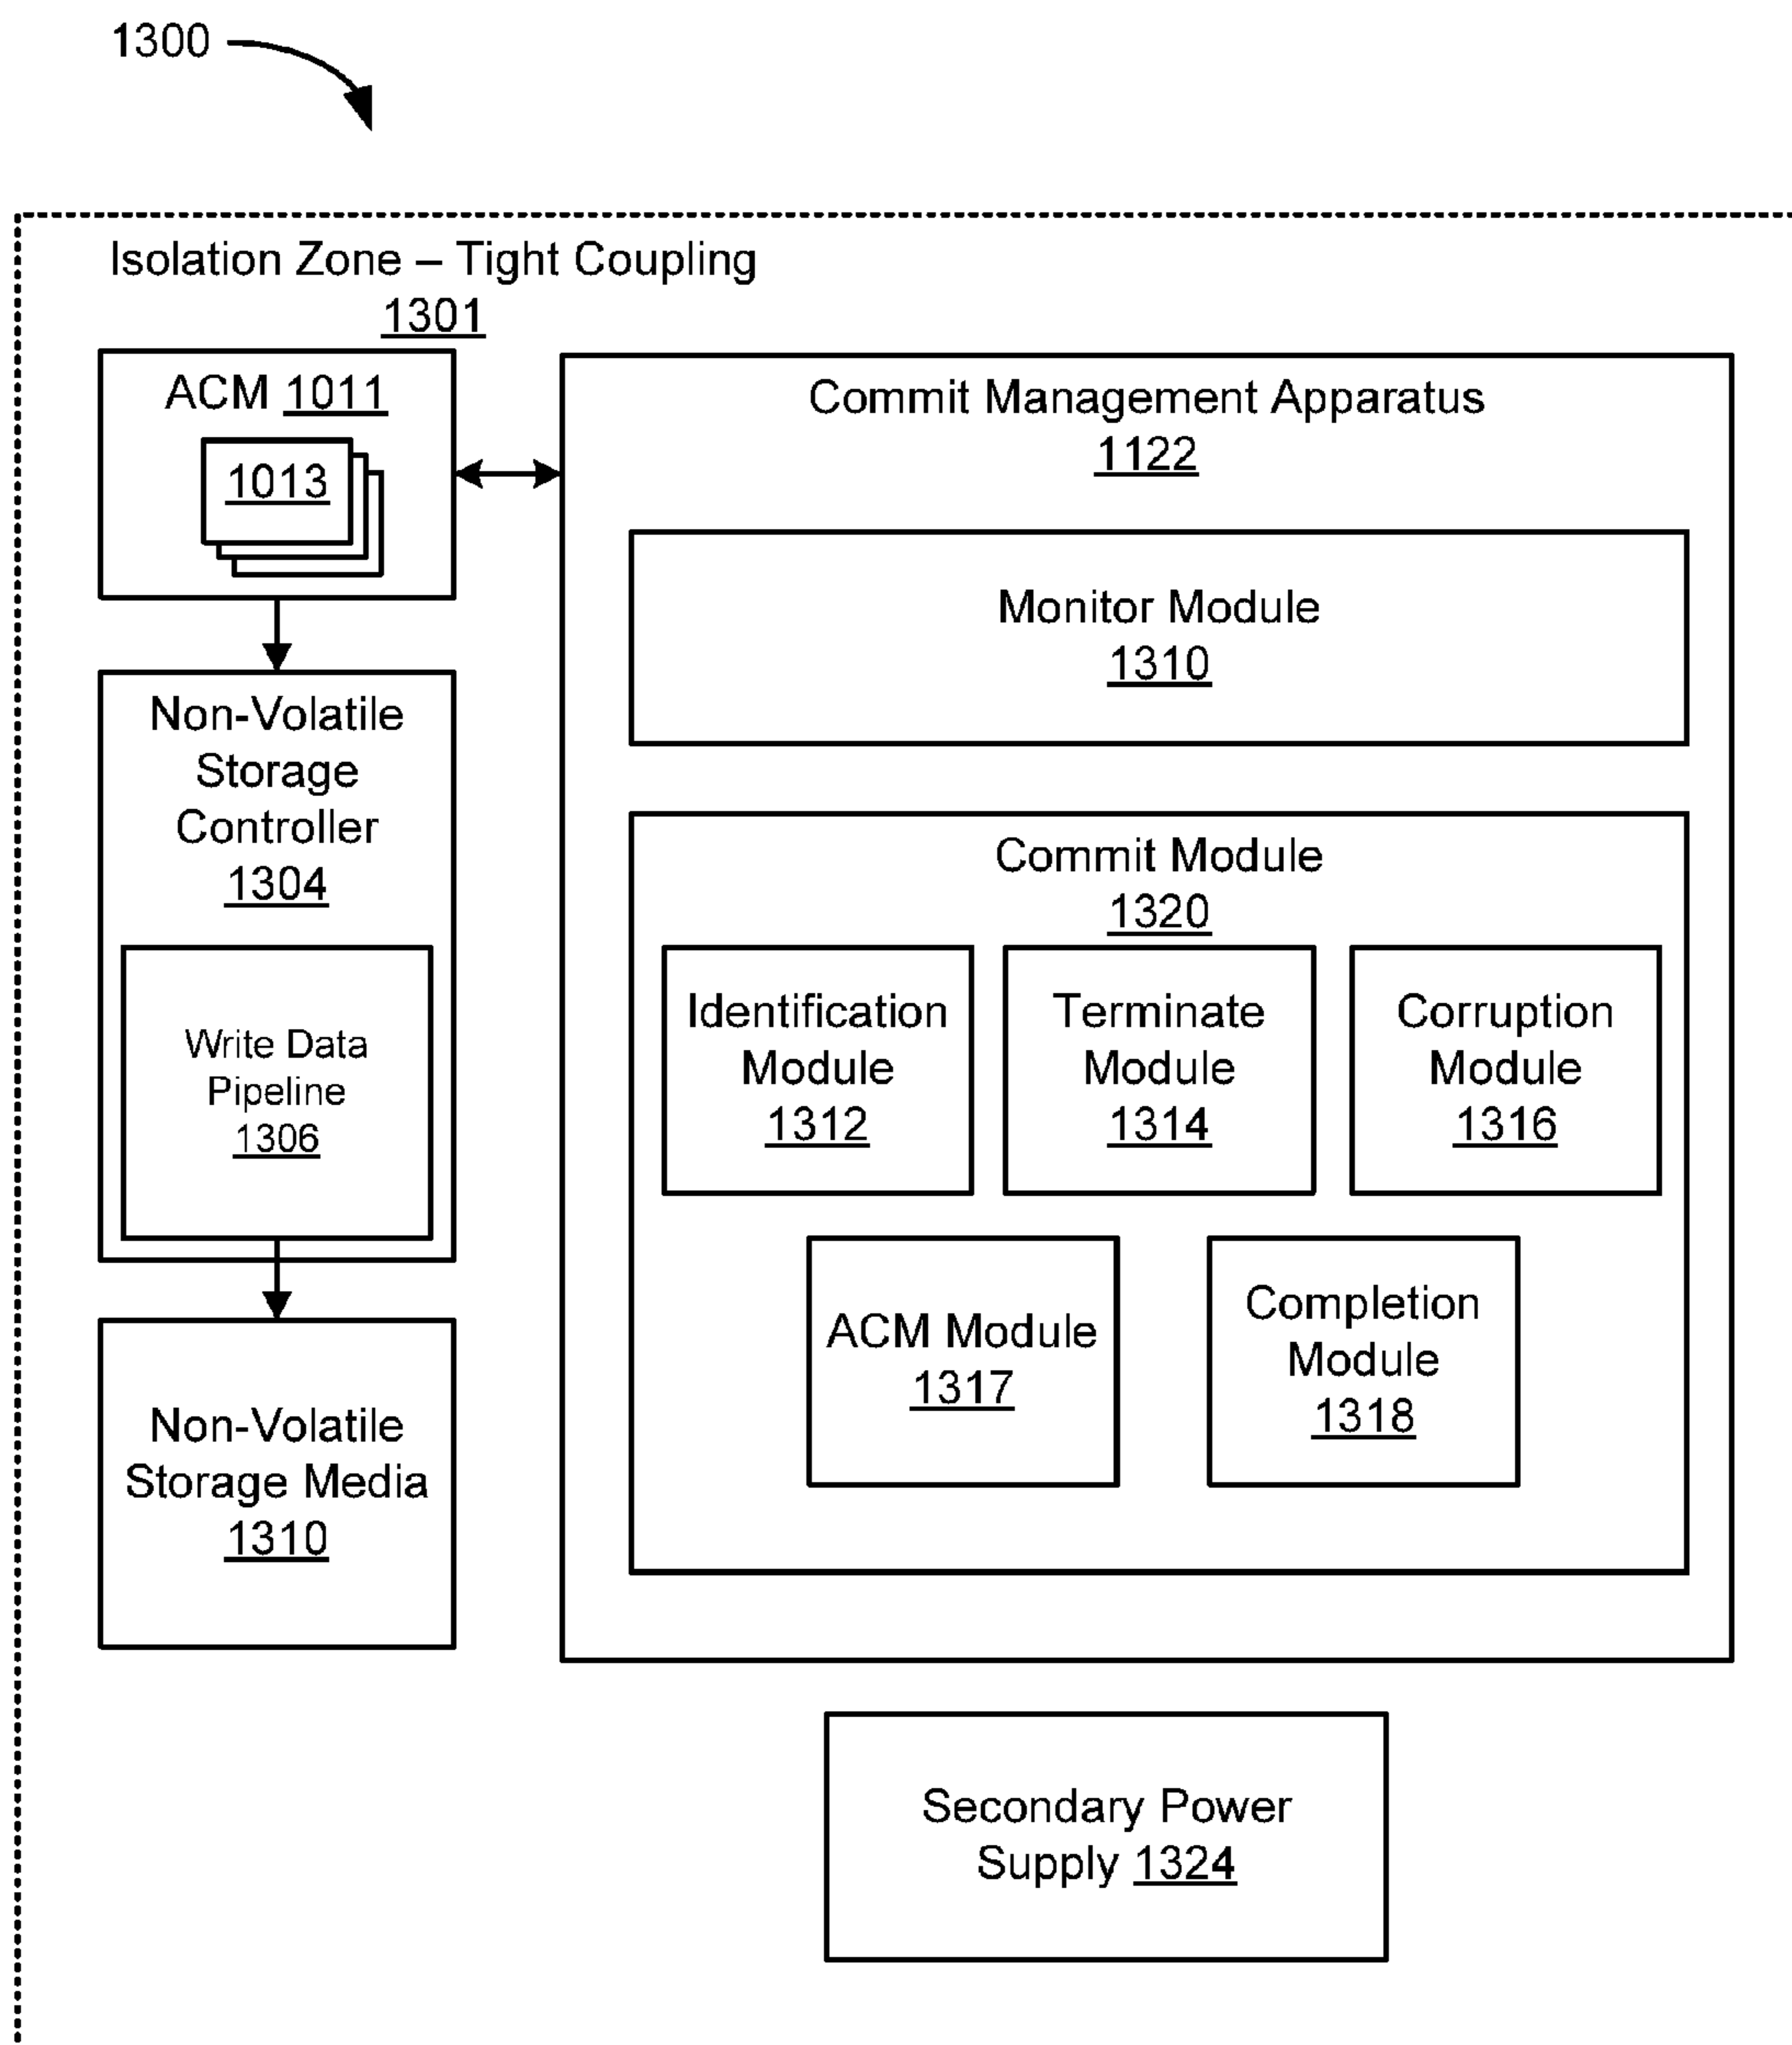 1300
Isolation Zone – Tight Coupling
1301
ACM 1011
1013
Non-Volatile
Storage
Controller
1304
Write Data
Pipeline
1306
Non-Volatile
Storage Media
1310
Commit Management Apparatus
1122
Monitor Module
1310
Commit Module
1320
Identification
Module
1312
Terminate
Module
1314
Corruption
Module
1316
ACM Module
1317
Completion
Module
1318
Secondary Power
Supply 1324